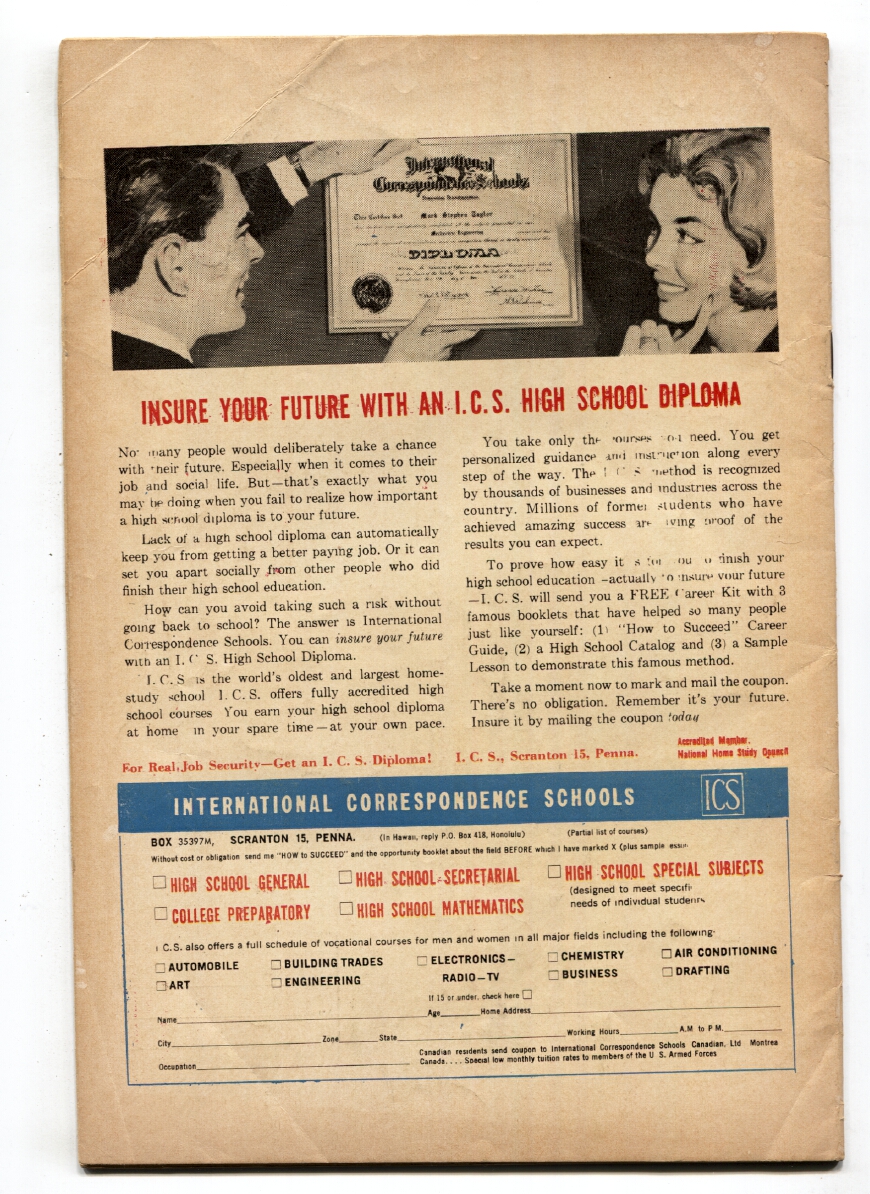 International
Correspondence Schools
Mark Stephen Taylor
DIPLOMA
INSURE YOUR FUTURE WITH AN I.C.S. HIGH SCHOOL DIPLOMA
Not many people would deliberately take a chance
with their future. Especially when it comes to their
job and social life. But—that's exactly what you
may be doing when you fail to realize how important
a high school diploma is to your future.
Lack of a high school diploma can automatically
keep you from getting a better paying job. Or it can
set you apart socially from other people who did
finish their high school education.
How can you avoid taking such a risk without
going back to school? The answer is International
Correspondence Schools. You can insure your future
with an I. C. S. High School Diploma.
I.C.S. is the world's oldest and largest home-
study school. I.C.S. offers fully accredited high
school courses. You earn your high school diploma
at home in your spare time—at your own pace.
You take only the courses you need. You get
personalized guidance and instruction along every
step of the way. The I. C. S. method is recognized
by thousands of businesses and industries across the
country. Millions of former students who have
achieved amazing success are living proof of the
results you can expect.
To prove how easy it is for you to finish your
high school education—actually to insure your future
—I. C. S. will send you a FREE Career Kit with 3
famous booklets that have helped so many people
just like yourself: (1) "How to Succeed" Career
Guide, (2) a High School Catalog and (3) a Sample
Lesson to demonstrate this famous method.
Take a moment now to mark and mail the coupon.
There's no obligation. Remember it's your future.
Insure it by mailing the coupon today
For Real Job Security—Get an I. C. S. Diploma! I. C. S., Scranton 15, Penna.
Accredited Member,
National Home Study Council
INTERNATIONAL CORRESPONDENCE SCHOOLS ICS
BOX 35397M, SCRANTON 15, PENNA. (In Hawaii, reply P.O. Box 418, Honolulu) (Partial list of courses)
Without cost or obligation send me "HOW to SUCCEED" and the opportunity booklet about the field BEFORE which I have marked X (plus sample lesson)
☐ HIGH SCHOOL GENERAL ☐ HIGH SCHOOL-SECRETARIAL ☐ HIGH SCHOOL SPECIAL SUBJECTS
(designed to meet specific
☐ COLLEGE PREPARATORY ☐ HIGH SCHOOL MATHEMATICS needs of individual students
I.C.S. also offers a full schedule of vocational courses for men and women in all major fields including the following:
☐ AUTOMOBILE ☐ BUILDING TRADES ☐ ELECTRONICS— ☐ CHEMISTRY ☐ AIR CONDITIONING
☐ ART ☐ ENGINEERING RADIO—TV ☐ BUSINESS ☐ DRAFTING
If 15 or under, check here ☐
Name Age Home Address
City Zone State Working Hours A.M to P.M.
Occupation
Canadian residents send coupon to International Correspondence Schools Canadian, Ltd Montrea
Canada. . . . Special low monthly tuition rates to members of the U S. Armed Forces